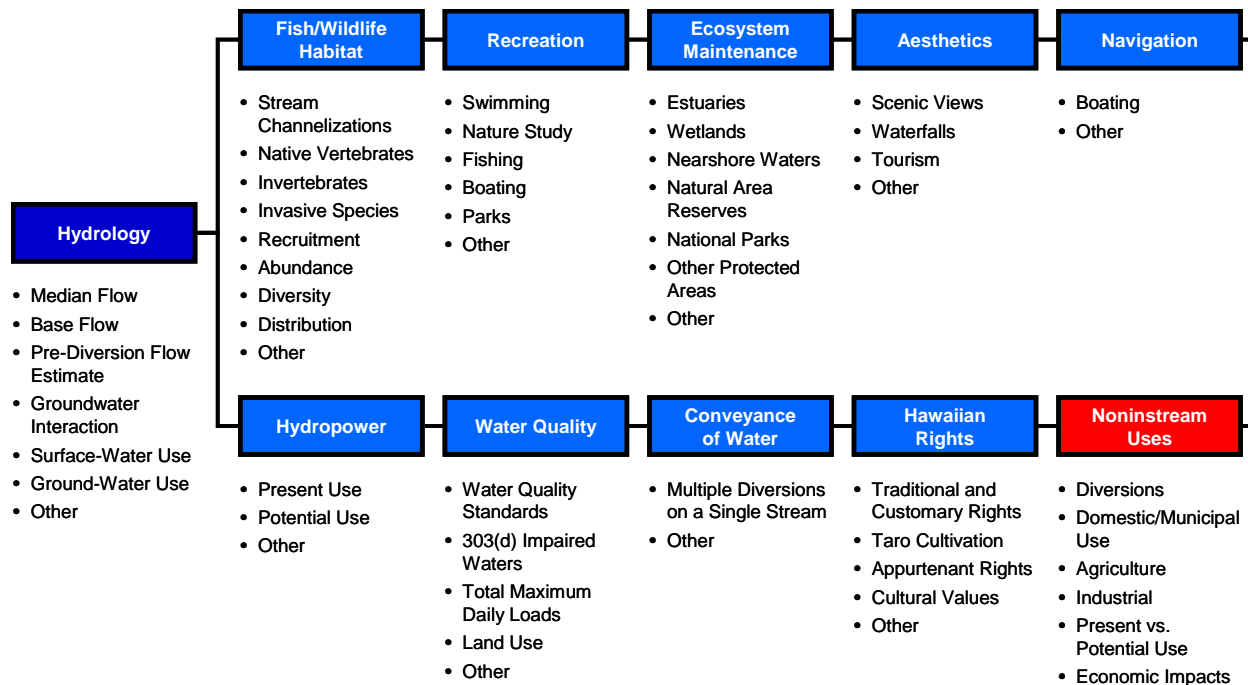 Fish/Wildlife
Habitat
Recreation
Ecosystem
Maintenance
Aesthetics
Navigation
• Stream
Channelizations
• Native Vertebrates
• Invertebrates
• Invasive Species
• Recruitment
• Abundance
• Diversity
• Distribution
• Other
• Swimming
• Nature Study
• Fishing
• Boating
• Parks
• Other
• Estuaries
• Wetlands
• Nearshore Waters
• Natural Area
Reserves
• National Parks
• Other Protected
Areas
• Other
• Scenic Views
• Waterfalls
• Tourism
• Other
• Boating
• Other
Hydrology
• Median Flow
• Base Flow
• Pre-Diversion Flow
Estimate
• Groundwater
Interaction
• Surface-Water Use
• Ground-Water Use
• Other
Hydropower
Water Quality
Conveyance
of Water
Hawaiian
Rights
Noninstream
Uses
• Present Use
• Potential Use
• Other
• Water Quality
Standards
• 303(d) Impaired
Waters
• Total Maximum
Daily Loads
• Land Use
• Other
• Multiple Diversions
on a Single Stream
• Other
• Traditional and
Customary Rights
• Taro Cultivation
• Appurtenant Rights
• Cultural Values
• Other
• Diversions
• Domestic/Municipal
Use
• Agriculture
• Industrial
• Present vs.
Potential Use
• Economic Impacts